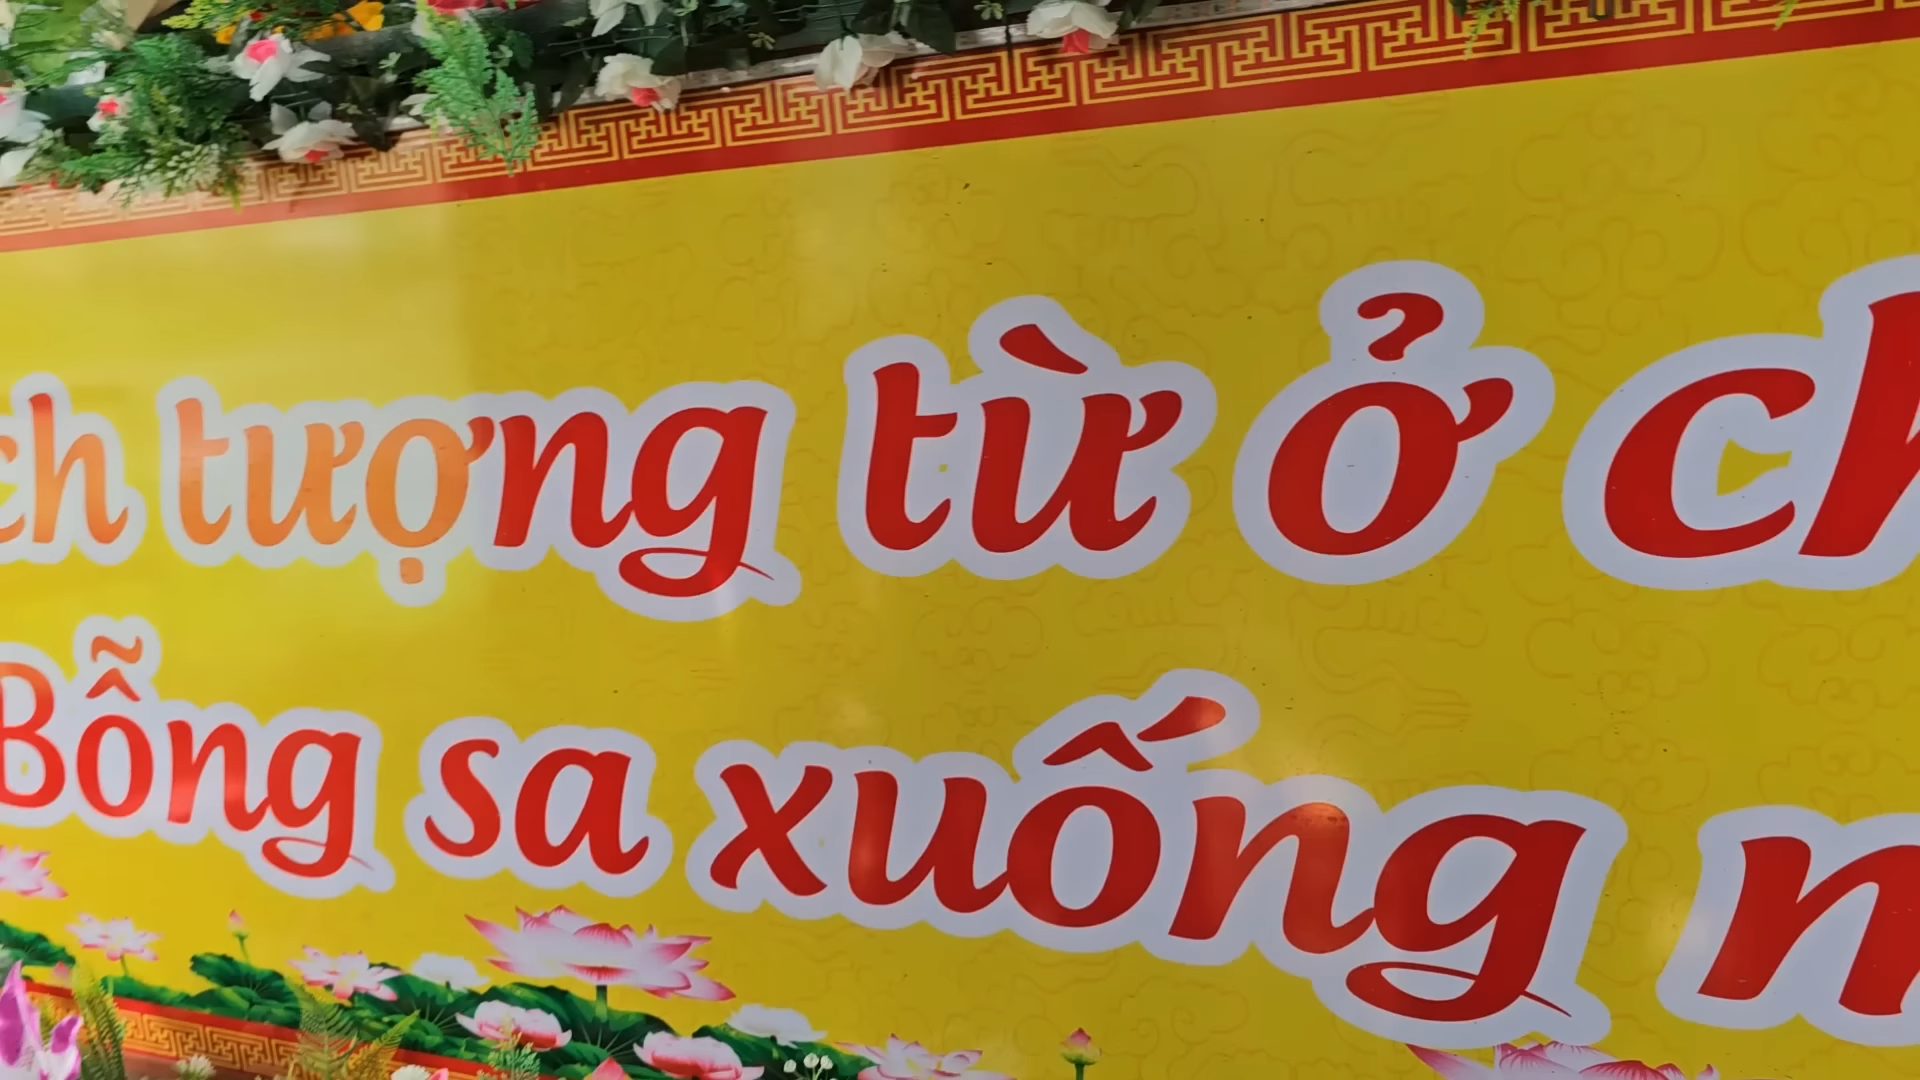 ch tượng từ ở ch
Bỗng sa xuống n